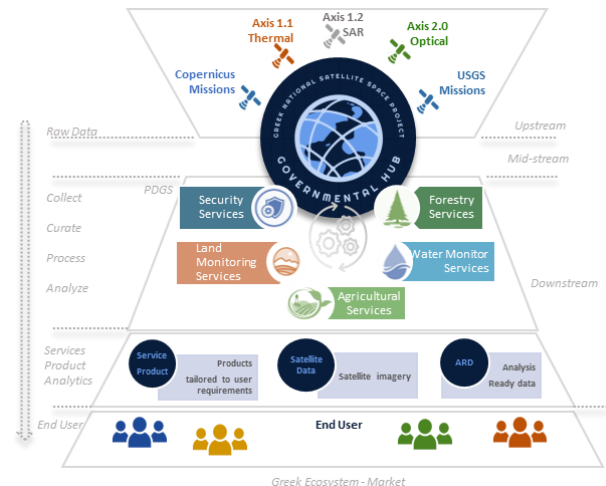 Axis 1.1
Thermal
Axis 1.2
SAR
Axis 2.0
Optical
Copernicus
Missions
USGS
Missions
GREEK NATIONAL SATELLITE SPACE PROJECT
GOVERNMENTAL HUB
Raw Data
Upstream
Mid-stream
PDGS
Collect
Curate
Process
Analyze
Security
Services
Forestry
Services
Land
Monitoring
Services
Water Monitor
Services
Agricultural
Services
Downstream
Services
Product
Analytics
Service
Product
Products
tailored to user
requirements
Satellite
Data
Satellite imagery
ARD
Analysis
Ready data
End User
End User
Greek Ecosystem - Market